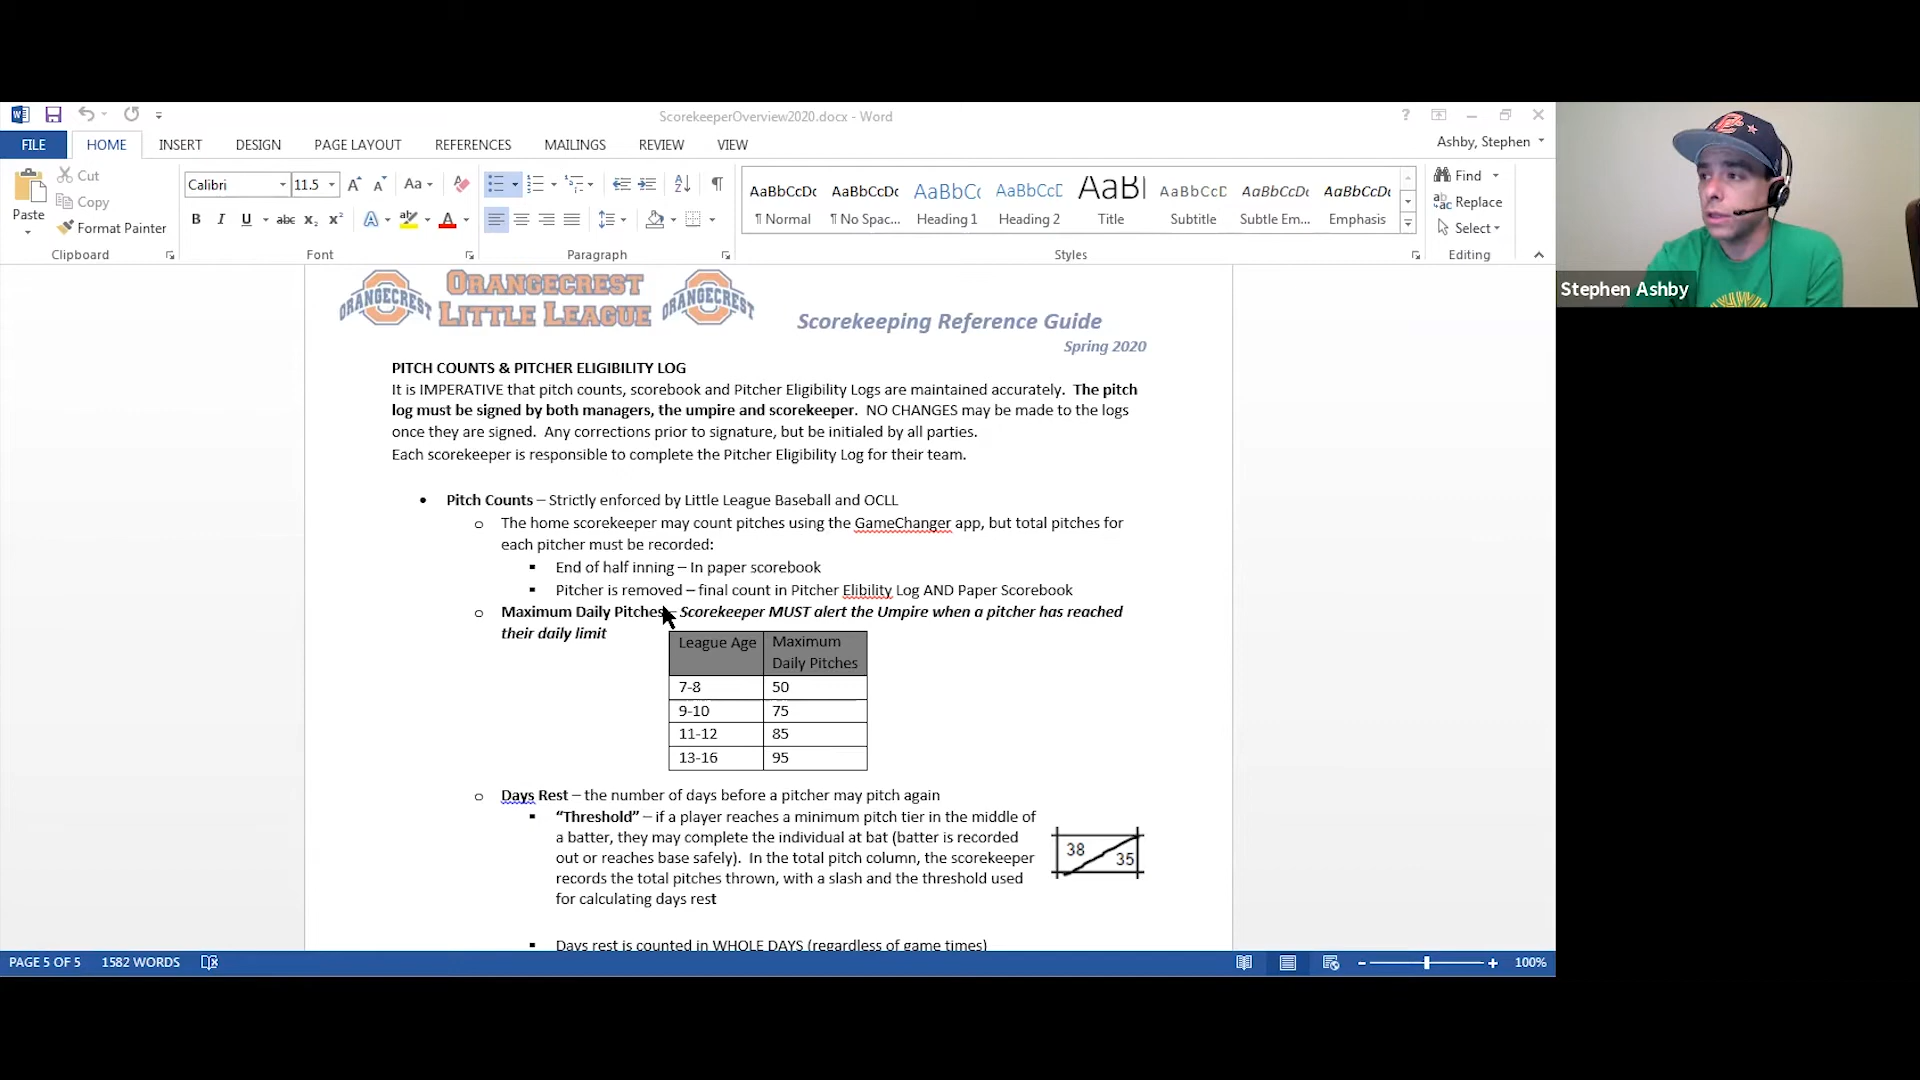 ScorekeeperOverview2020.docx - Word
?
Ashby, Stephen
FILE HOME INSERT DESIGN PAGE LAYOUT REFERENCES MAILINGS REVIEW VIEW
Paste
Cut
Copy
Format Painter
Clipboard
Calibri 11.5
Aa
B I U abc x₂ x² A A
Font
Paragraph
AaBbCcDc AaBbCcDc AaBbC( AaBbCcD AaB AaBbCcD AaBbCcDc AaBbCcDc
¶ Normal ¶ No Spac... Heading 1 Heading 2 Title Subtitle Subtle Em... Emphasis
Styles
Find
Replace
Select
Editing
Stephen Ashby
ORANGECREST
ORANGECREST
LITTLE LEAGUE
ORANGECREST
Scorekeeping Reference Guide
Spring 2020
PITCH COUNTS & PITCHER ELIGIBILITY LOG
It is IMPERATIVE that pitch counts, scorebook and Pitcher Eligibility Logs are maintained accurately. The pitch
log must be signed by both managers, the umpire and scorekeeper. NO CHANGES may be made to the logs
once they are signed. Any corrections prior to signature, but be initialed by all parties.
Each scorekeeper is responsible to complete the Pitcher Eligibility Log for their team.
• Pitch Counts – Strictly enforced by Little League Baseball and OCLL
o The home scorekeeper may count pitches using the GameChanger app, but total pitches for
each pitcher must be recorded:
▪ End of half inning – In paper scorebook
▪ Pitcher is removed – final count in Pitcher Elibility Log AND Paper Scorebook
o Maximum Daily Pitches – Scorekeeper MUST alert the Umpire when a pitcher has reached
their daily limit
League Age Maximum
Daily Pitches
7-8 50
9-10 75
11-12 85
13-16 95
o Days Rest – the number of days before a pitcher may pitch again
▪ “Threshold” – if a player reaches a minimum pitch tier in the middle of
a batter, they may complete the individual at bat (batter is recorded
out or reaches base safely). In the total pitch column, the scorekeeper
records the total pitches thrown, with a slash and the threshold used
for calculating days rest
38 35
▪ Days rest is counted in WHOLE DAYS (regardless of game times)
PAGE 5 OF 5 1582 WORDS 100%